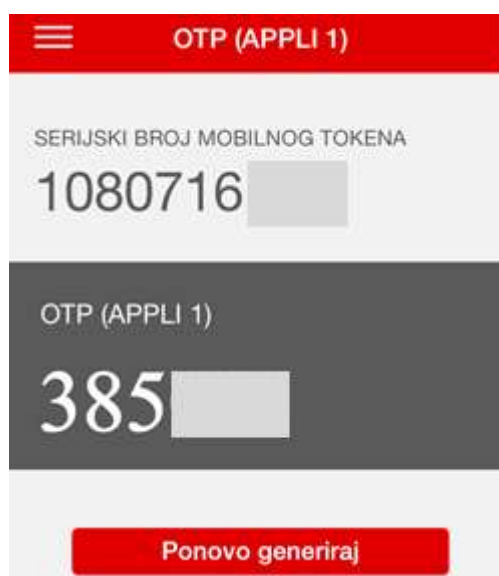 OTP (APPLI 1)
SERIJSKI BROJ MOBILNOG TOKENA
1080716
OTP (APPLI 1)
385
Ponovo generiraj